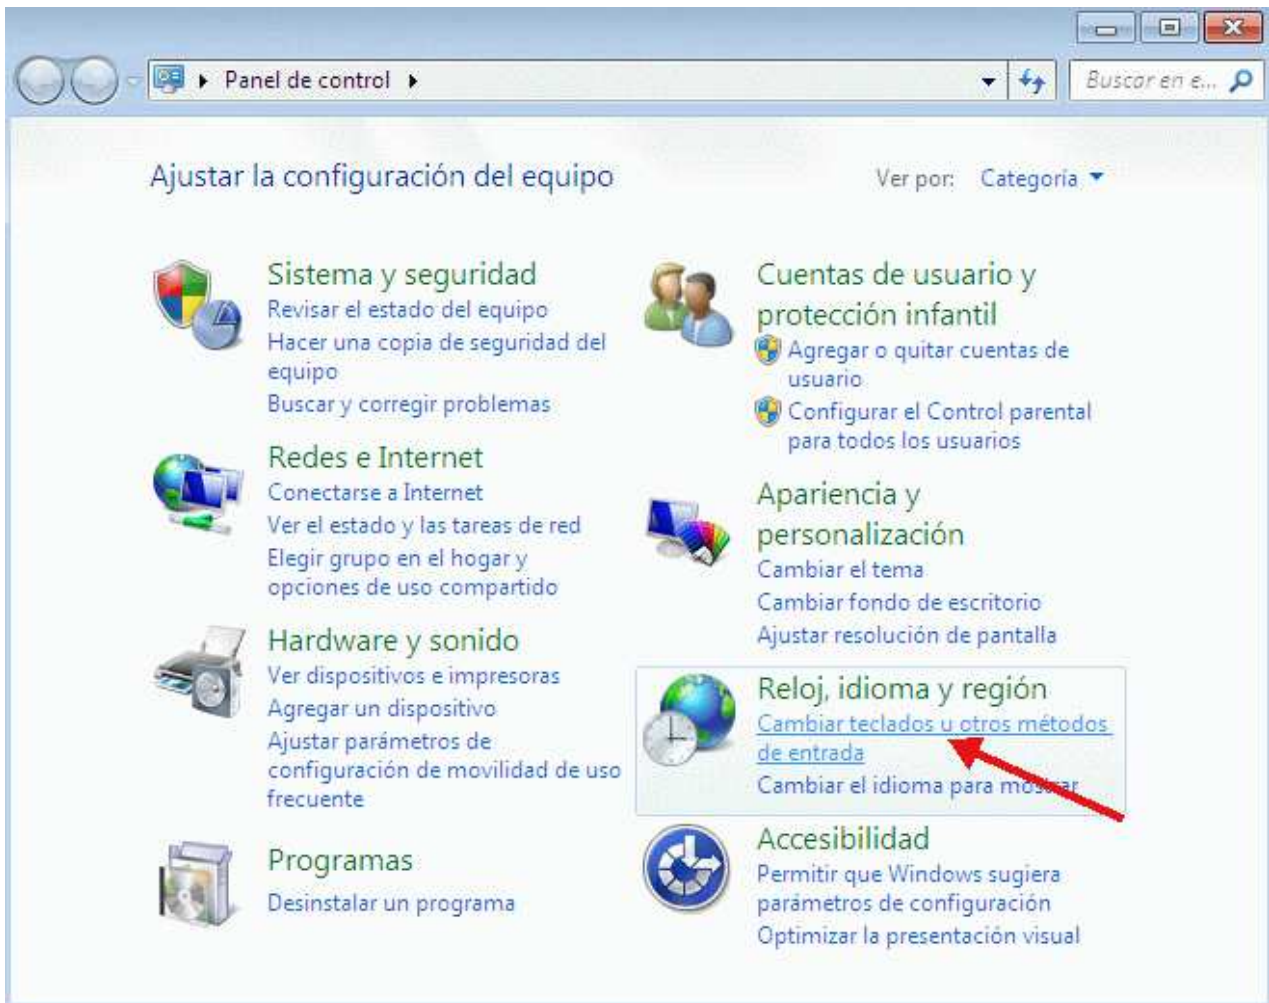 Panel de control
Buscar en e...
Ajustar la configuración del equipo
Ver por: Categoría
Sistema y seguridad
Revisar el estado del equipo
Hacer una copia de seguridad del
equipo
Buscar y corregir problemas
Redes e Internet
Conectarse a Internet
Ver el estado y las tareas de red
Elegir grupo en el hogar y
opciones de uso compartido
Hardware y sonido
Ver dispositivos e impresoras
Agregar un dispositivo
Ajustar parámetros de
configuración de movilidad de uso
frecuente
Programas
Desinstalar un programa
Cuentas de usuario y
protección infantil
Agregar o quitar cuentas de
usuario
Configurar el Control parental
para todos los usuarios
Apariencia y
personalización
Cambiar el tema
Cambiar fondo de escritorio
Ajustar resolución de pantalla
Reloj, idioma y región
Cambiar teclados u otros métodos
de entrada
Cambiar el idioma para mostrar
Accesibilidad
Permitir que Windows sugiera
parámetros de configuración
Optimizar la presentación visual